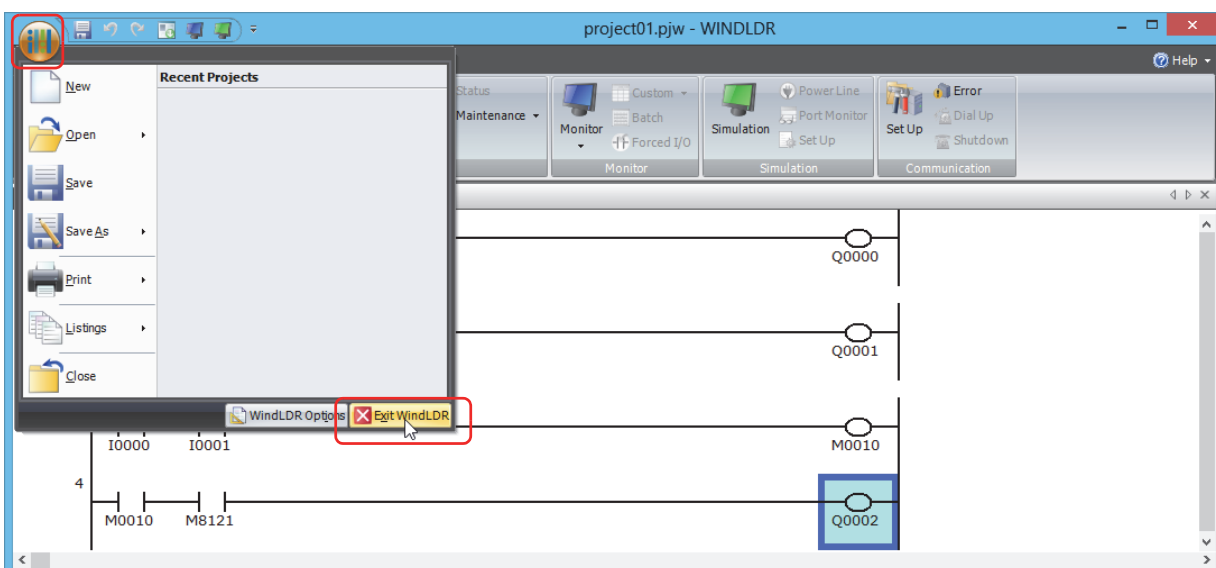 project01.pjw - WINDLDR
Help
New
Open
Save
Save As
Print
Listings
Close
Recent Projects
WindLDR Options
Exit WindLDR
Status
Maintenance
Monitor
Custom
Batch
Forced I/O
Monitor
Simulation
Power Line
Port Monitor
Set Up
Simulation
Set Up
Error
Dial Up
Shutdown
Communication
Q0000
Q0001
I0000 I0001 M0010
4
M0010 M8121 Q0002